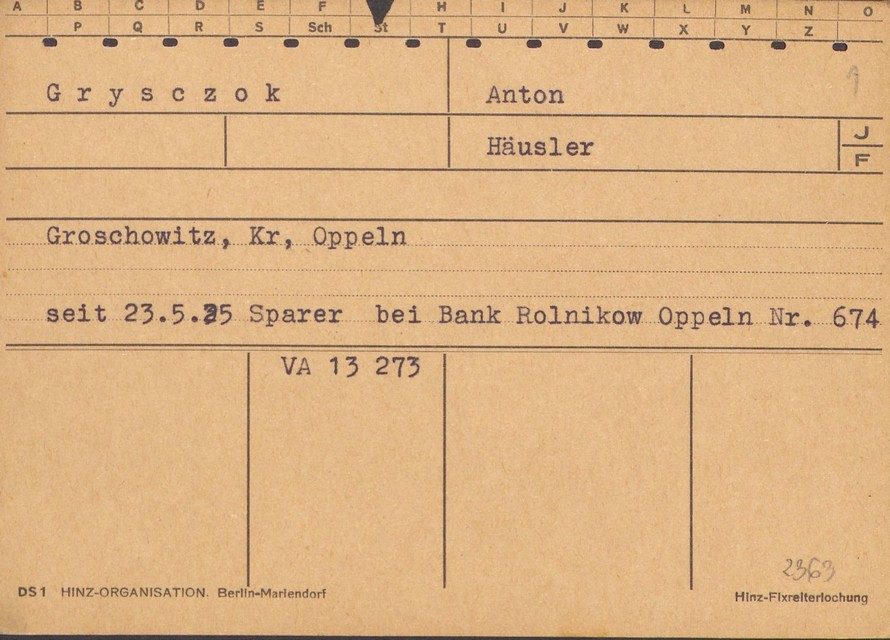 A B C D E F H I J K L M N O
P Q R S Sch St T U V W X Y Z
Grysczok Anton
Häusler J
F
Groschowitz, Kr, Oppeln
seit 23.5.25 Sparer bei Bank Rolnikow Oppeln Nr. 674
VA 13 273
2363
DS1 HINZ-ORGANISATION. Berlin-Mariendorf Hinz-Fixreiterlochung